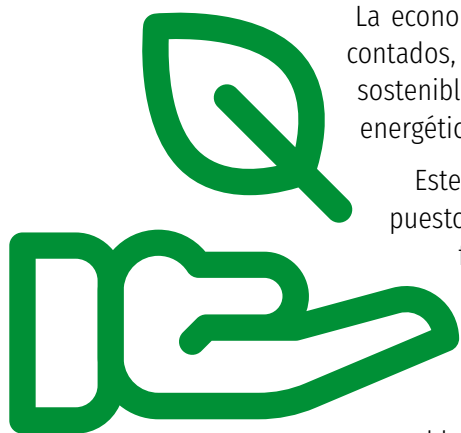 La econo
contados,
sostenibl
energétic
Este
puesto